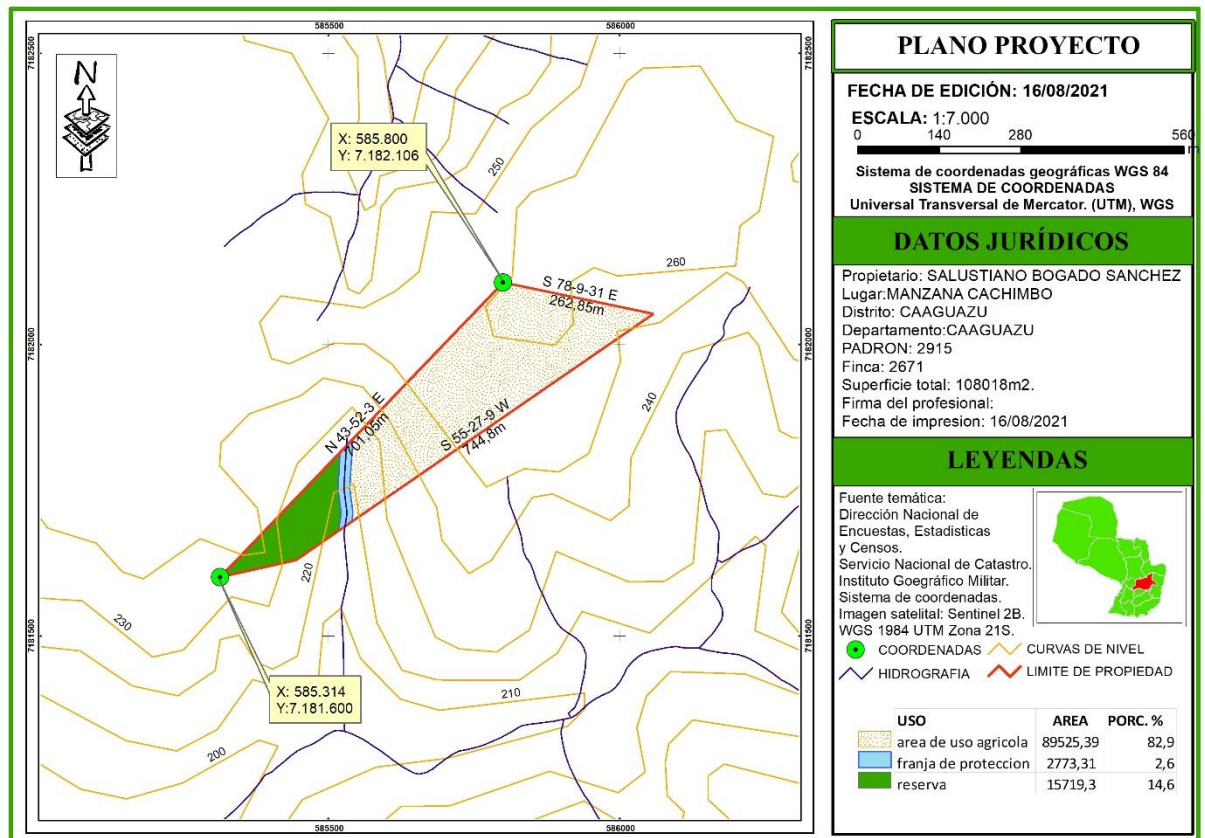 585500
586000
7182500
7182500
N
X: 585.800
Y: 7.182.106
250
260
S 78-9-31 E
262,85m
7182000
7182000
240
N 43-52-3 E
701,05m
S 55-27-9 W
744,8m
220
230
7181500
7181500
X: 585.314
Y:7.181.600
210
200
585500
586000
PLANO PROYECTO
FECHA DE EDICIÓN: 16/08/2021
ESCALA: 1:7.000
0 140 280 560
m
Sistema de coordenadas geográficas WGS 84
SISTEMA DE COORDENADAS
Universal Transversal de Mercator. (UTM), WGS
DATOS JURÍDICOS
Propietario: SALUSTIANO BOGADO SANCHEZ
Lugar:MANZANA CACHIMBO
Distrito: CAAGUAZU
Departamento:CAAGUAZU
PADRON: 2915
Finca: 2671
Superficie total: 108018m2.
Firma del profesional:
Fecha de impresion: 16/08/2021
LEYENDAS
Fuente temática:
Dirección Nacional de
Encuestas, Estadisticas
y Censos.
Servicio Nacional de Catastro.
Instituto Goegráfico Militar.
Sistema de coordenadas.
Imagen satelital: Sentinel 2B.
WGS 1984 UTM Zona 21S.
COORDENADAS CURVAS DE NIVEL
HIDROGRAFIA LIMITE DE PROPIEDAD
USO AREA PORC. %
area de uso agricola 89525,39 82,9
franja de proteccion 2773,31 2,6
reserva 15719,3 14,6